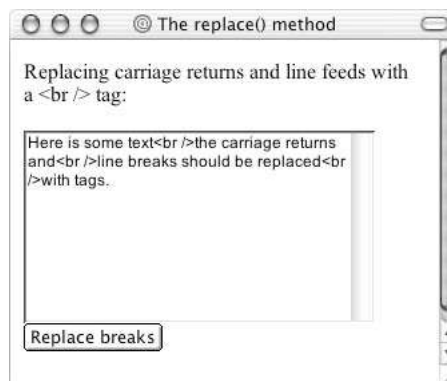 The replace() method
Replacing carriage returns and line feeds with
a <br /> tag:
Here is some text<br />the carriage returns
and<br />line breaks should be replaced<br
/>with tags.
Replace breaks